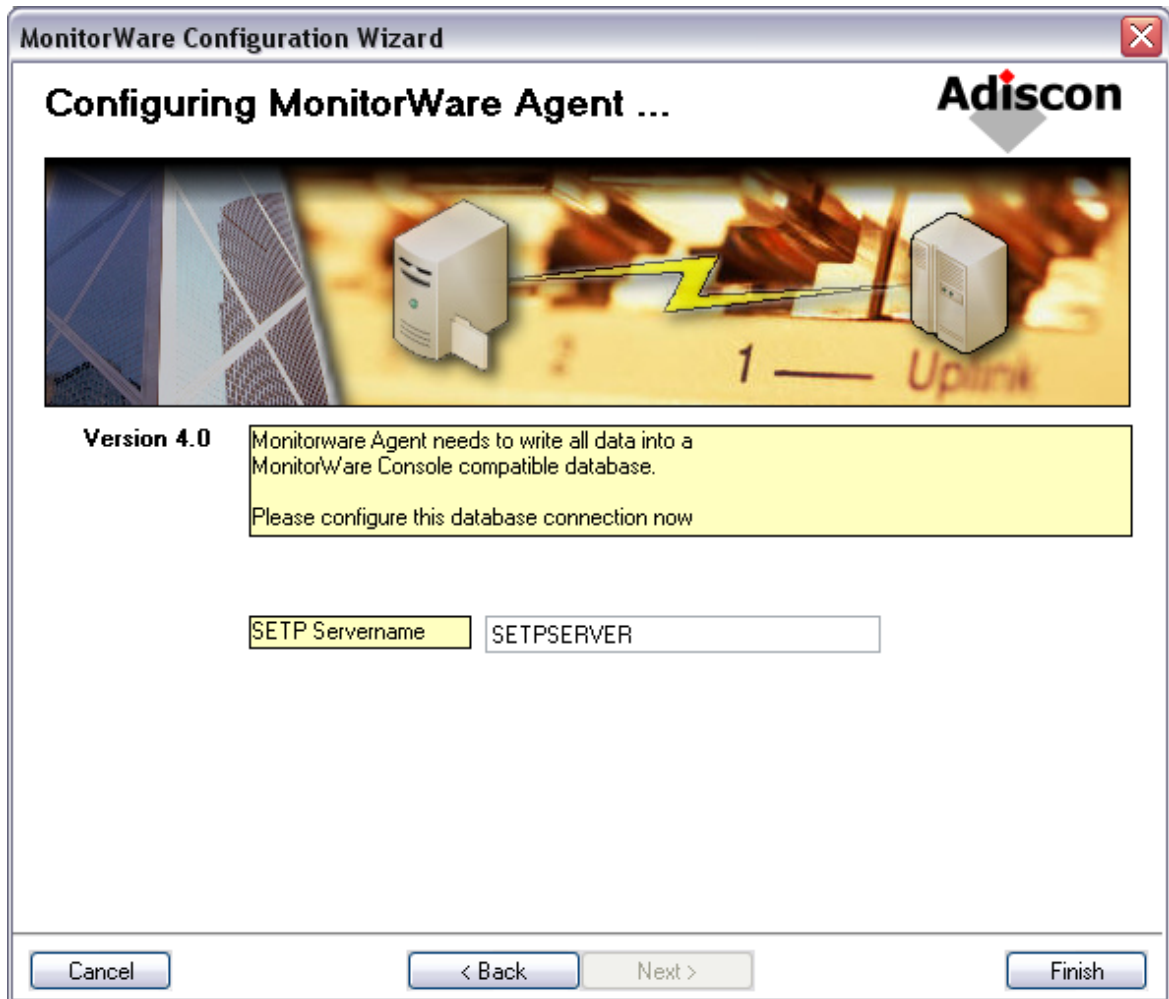 MonitorWare Configuration Wizard
Configuring MonitorWare Agent ...
Adiscon
2
1
Uplink
Version 4.0
Monitorware Agent needs to write all data into a
MonitorWare Console compatible database.
Please configure this database connection now
SETP Servername
SETPSERVER
Cancel
< Back
Next >
Finish